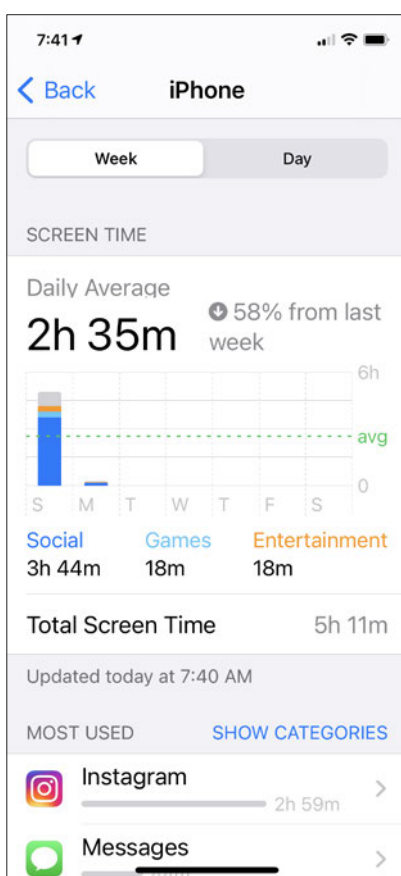 7:41
Back iPhone
Week Day
SCREEN TIME
Daily Average
2h 35m
58% from last
week
6h
avg
0
S M T W T F S
Social Games Entertainment
3h 44m 18m 18m
Total Screen Time 5h 11m
Updated today at 7:40 AM
MOST USED SHOW CATEGORIES
Instagram
2h 59m
Messages